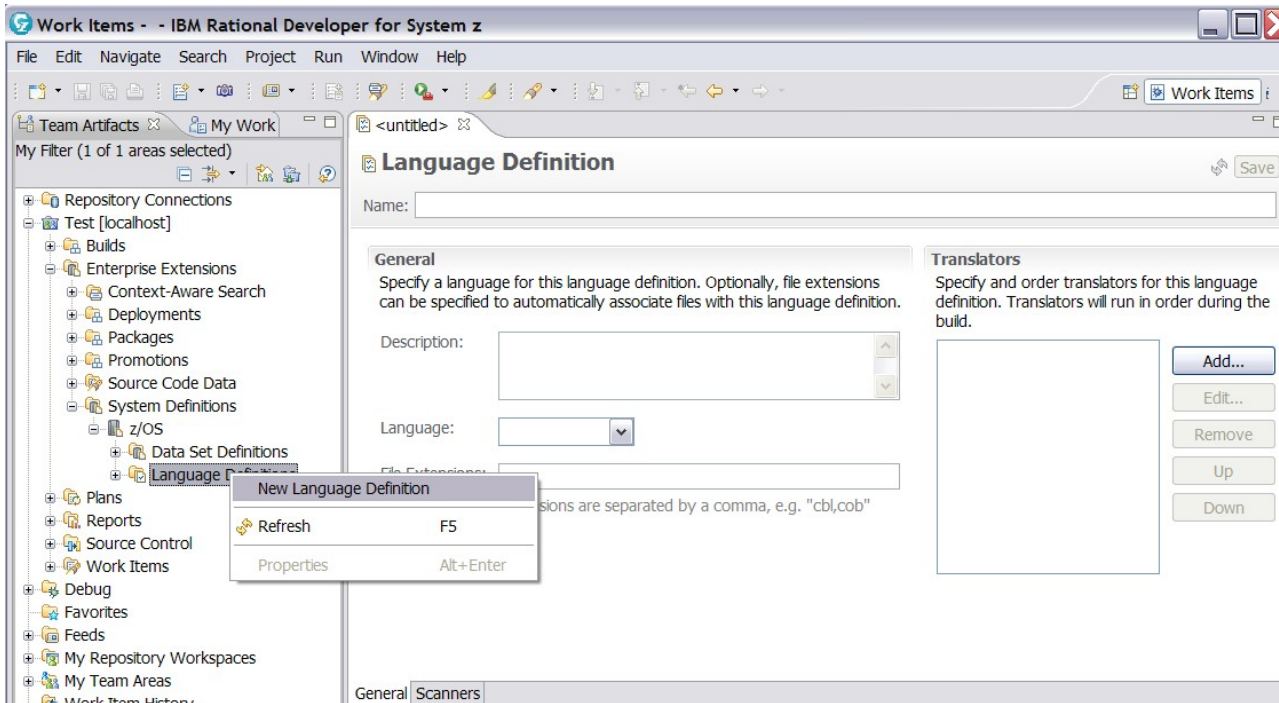 Work Items - - IBM Rational Developer for System z
File Edit Navigate Search Project Run Window Help
Work Items
Team Artifacts My Work
<untitled>
My Filter (1 of 1 areas selected)
Language Definition
Save
Name:
Repository Connections
Test [localhost]
Builds
Enterprise Extensions
Context-Aware Search
Deployments
Packages
Promotions
Source Code Data
System Definitions
z/OS
Data Set Definitions
Language Definitions
Plans
Reports
Source Control
Work Items
Debug
Favorites
Feeds
My Repository Workspaces
My Team Areas
Work Item History
New Language Definition
Refresh F5
Properties Alt+Enter
General
Specify a language for this language definition. Optionally, file extensions
can be specified to automatically associate files with this language definition.
Description:
Language:
File Extensions:
sions are separated by a comma, e.g. "cbl,cob"
Translators
Specify and order translators for this language
definition. Translators will run in order during the
build.
Add...
Edit...
Remove
Up
Down
General Scanners